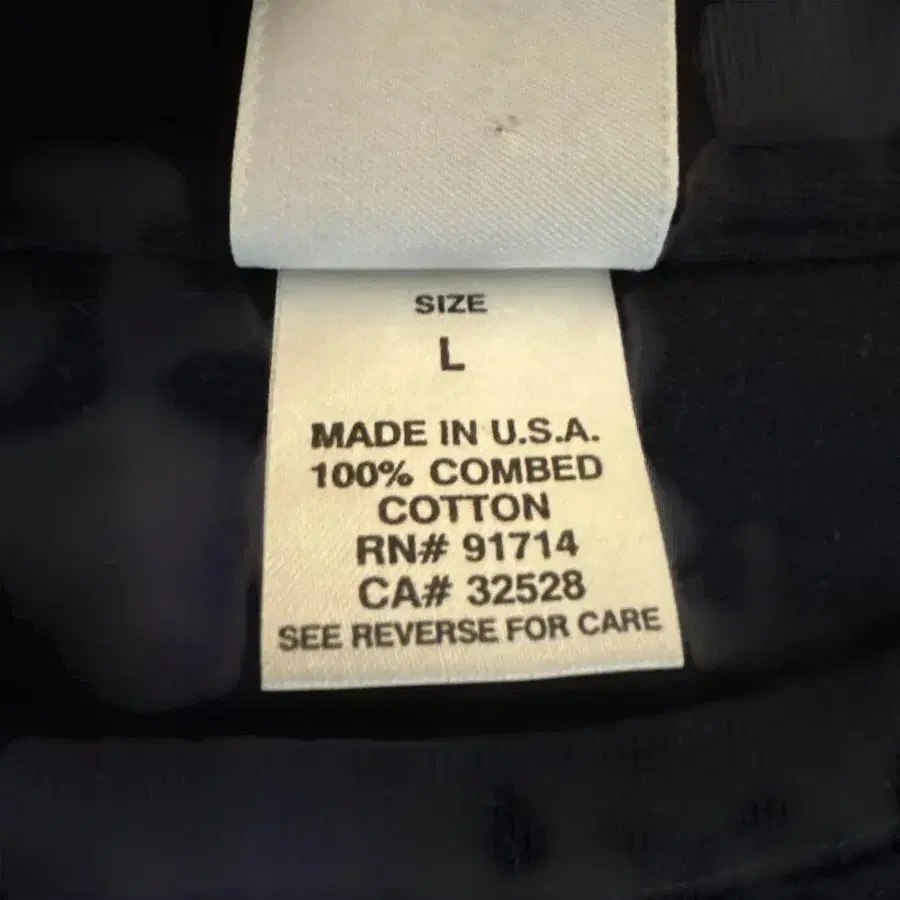 SIZE
L
MADE IN U.S.A.
100% COMBED
COTTON
RN# 91714
CA# 32528
SEE REVERSE FOR CARE